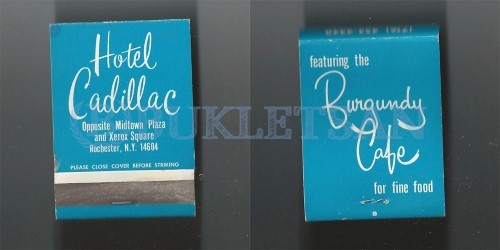 Hotel
Cadillac
Opposite Midtown Plaza
and Xerox Square
Rochester, N.Y. 14604
PLEASE CLOSE COVER BEFORE STRIKING
featuring the
Burgundy
Cafe
for fine food